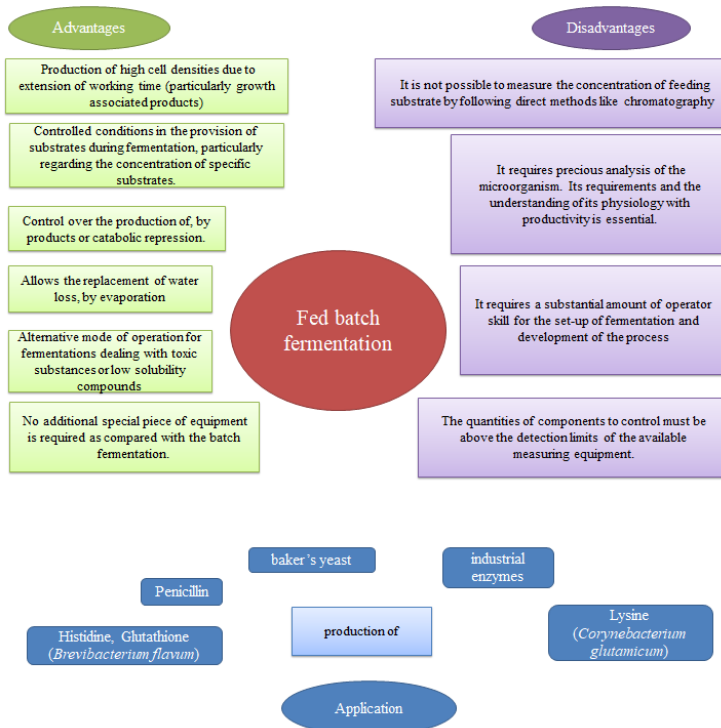 Advantages
Production of high cell densities due to
extension of working time (particularly growth
associated products)
Controlled conditions in the provision of
substrates during fermentation, particularly
regarding the concentration of specific
substrates.
Control over the production of, by
products or catabolic repression.
Allows the replacement of water
loss, by evaporation
Alternative mode of operation for
fermentations dealing with toxic
substances or low solubility
compounds
No additional special piece of equipment
is required as compared with the batch
fermentation.
Fed batch
fermentation
Disadvantages
It is not possible to measure the concentration of feeding
substrate by following direct methods like chromatography
It requires precious analysis of the
microorganism. Its requirements and the
understanding of its physiology with
productivity is essential.
It requires a substantial amount of operator
skill for the set-up of fermentation and
development of the process
The quantities of components to control must be
above the detection limits of the available
measuring equipment.
baker’s yeast
industrial
enzymes
Penicillin
Histidine, Glutathione
(Brevibacterium flavum)
production of
Lysine
(Corynebacterium
glutamicum)
Application